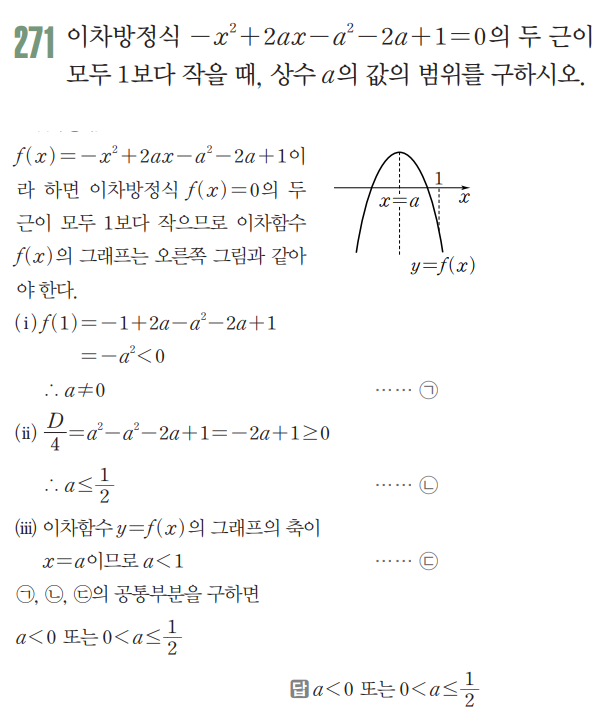 271 이차방정식 −x²+2ax−a²−2a+1=0의 두 근이
모두 1보다 작을 때, 상수 a의 값의 범위를 구하시오.
f(x)=−x²+2ax−a²−2a+1이
라 하면 이차방정식 f(x)=0의 두
근이 모두 1보다 작으므로 이차함수
f(x)의 그래프는 오른쪽 그림과 같아
야 한다.
1
x=a
x
y=f(x)
(ⅰ) f(1)=−1+2a−a²−2a+1
=−a²<0
∴ a≠0 …… ㉠
(ⅱ) D/4=a²−a²−2a+1=−2a+1≥0
∴ a≤1/2 …… ㉡
(ⅲ) 이차함수 y=f(x)의 그래프의 축이
x=a이므로 a<1 …… ㉢
㉠, ㉡, ㉢의 공통부분을 구하면
a<0 또는 0<a≤1/2
답 a<0 또는 0<a≤1/2